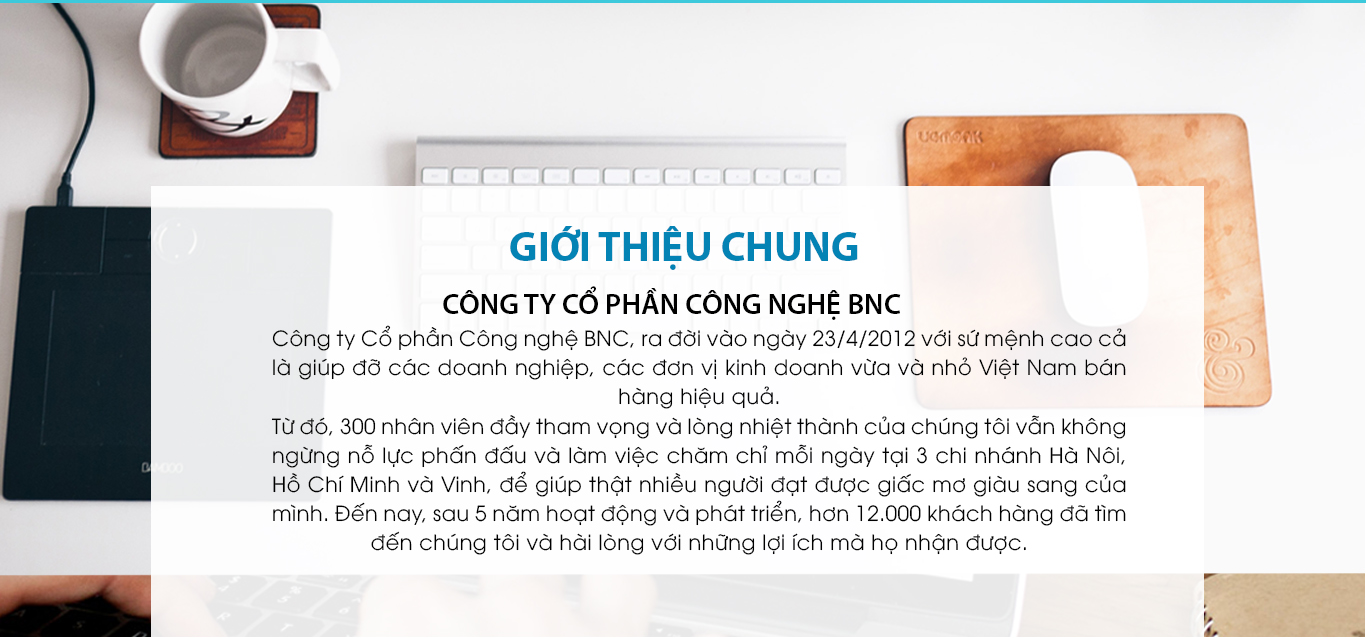 UGMONK
GIỚI THIỆU CHUNG
CÔNG TY CỔ PHẦN CÔNG NGHỆ BNC
Công ty Cổ phần Công nghệ BNC, ra đời vào ngày 23/4/2012 với sứ mệnh cao cả
là giúp đỡ các doanh nghiệp, các đơn vị kinh doanh vừa và nhỏ Việt Nam bán
hàng hiệu quả.
Từ đó, 300 nhân viên đầy tham vọng và lòng nhiệt thành của chúng tôi vẫn không
ngừng nỗ lực phấn đấu và làm việc chăm chỉ mỗi ngày tại 3 chi nhánh Hà Nôi,
Hồ Chí Minh và Vinh, để giúp thật nhiều người đạt được giấc mơ giàu sang của
mình. Đến nay, sau 5 năm hoạt động và phát triển, hơn 12.000 khách hàng đã tìm
đến chúng tôi và hài lòng với những lợi ích mà họ nhận được.
BAMBOO